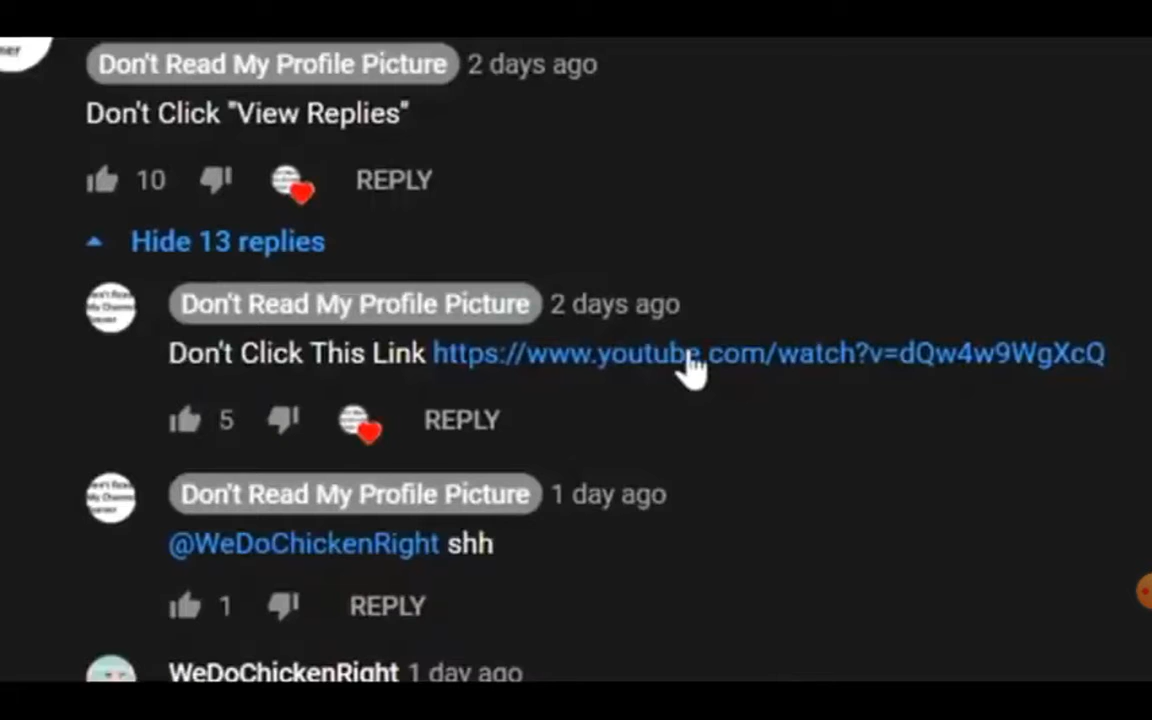 Don't Read My Profile Picture 2 days ago
Don't Click "View Replies"
10 REPLY
Hide 13 replies
Don't Read My Profile Picture 2 days ago
Don't Click This Link https://www.youtube.com/watch?v=dQw4w9WgXcQ
5 REPLY
Don't Read My Profile Picture 1 day ago
@WeDoChickenRight shh
1 REPLY
WeDoChickenRight 1 day ago